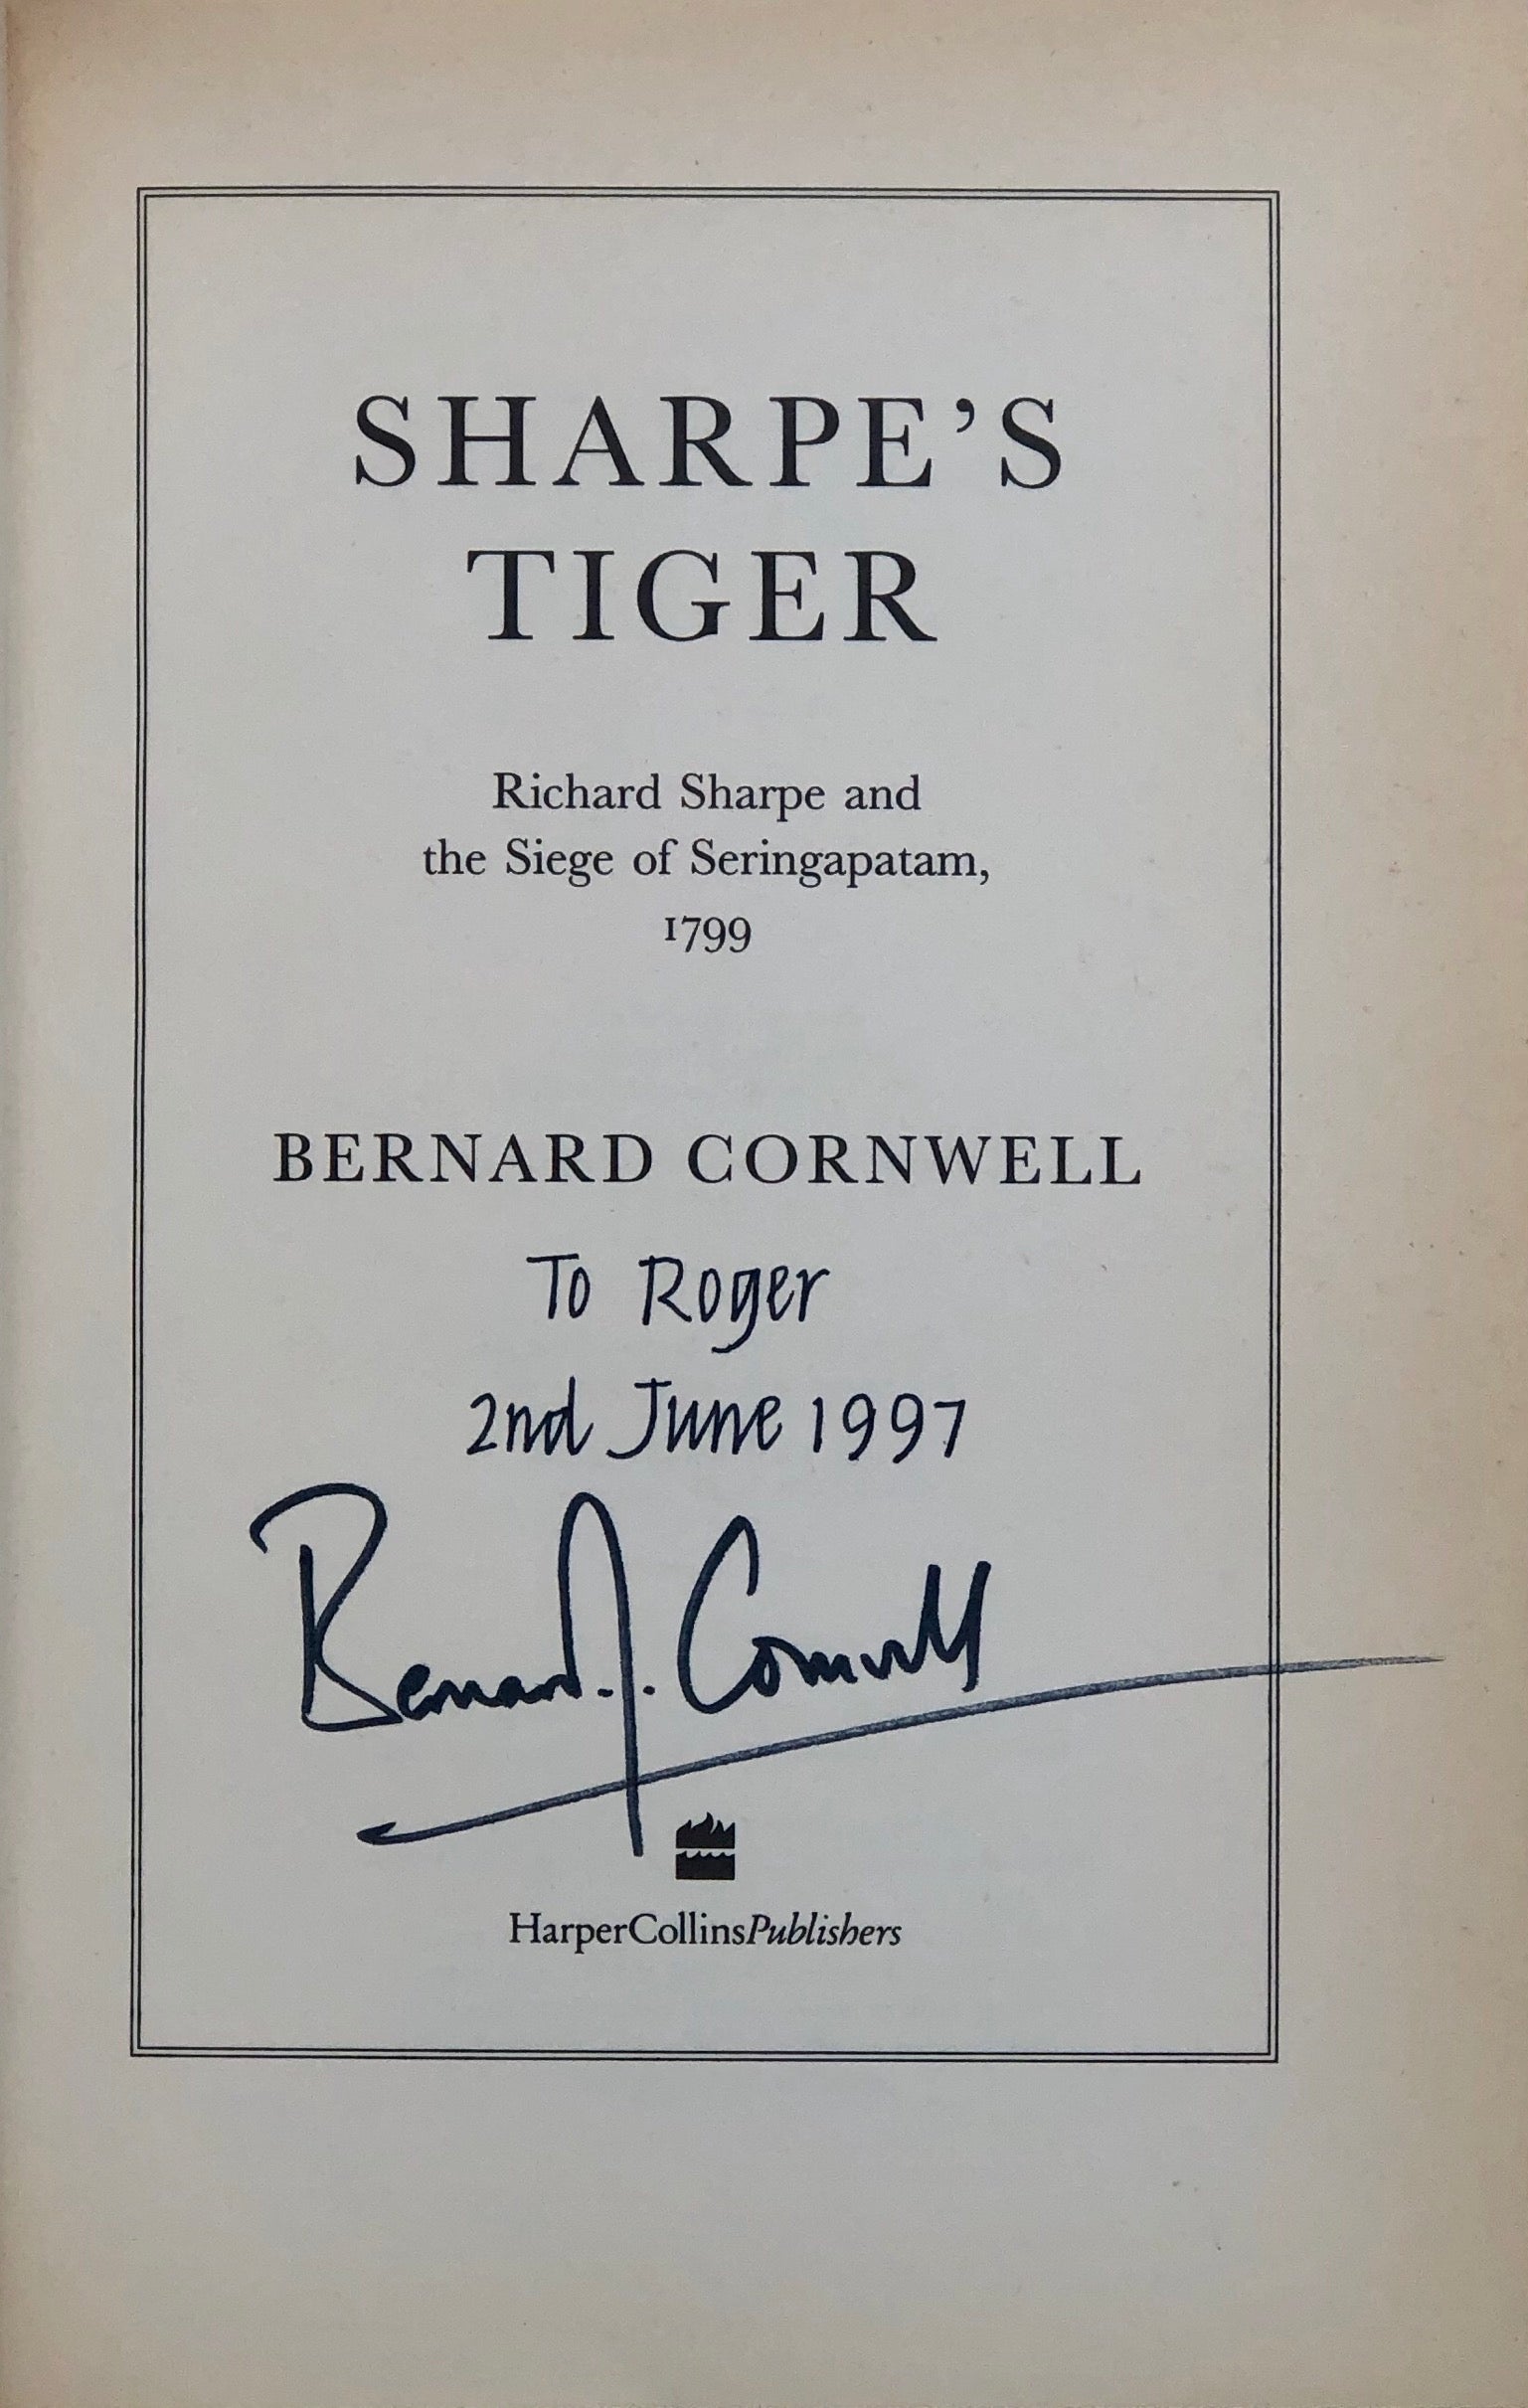 SHARPE'S
TIGER
Richard Sharpe and
the Siege of Seringapatam,
1799
BERNARD CORNWELL
To Roger
2nd June 1997
Bernard J. Cornwell
HarperCollinsPublishers